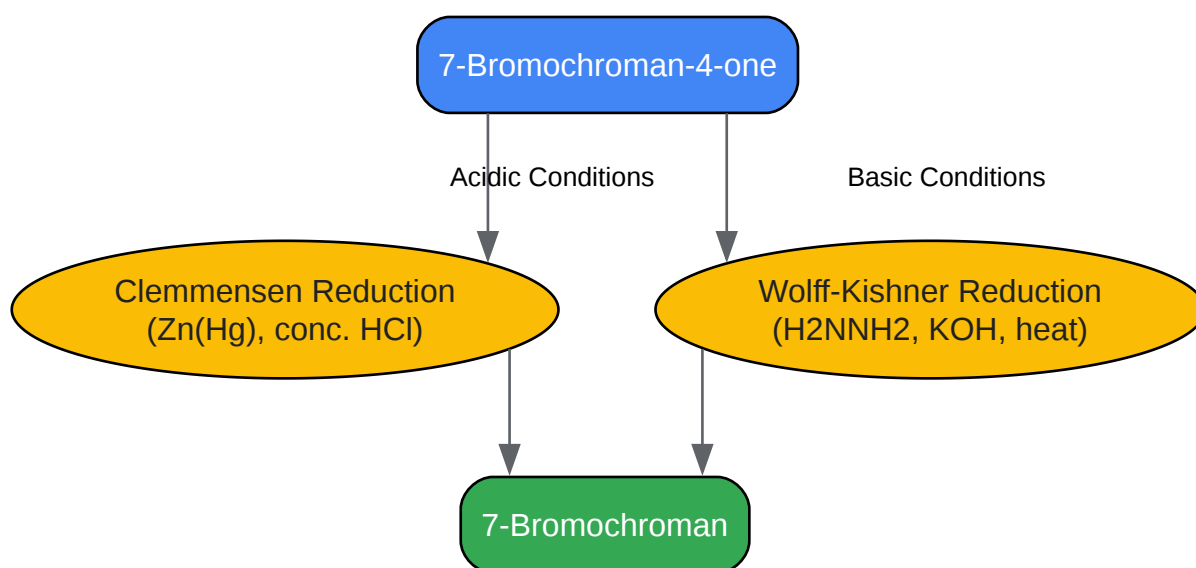 7-Bromochroman-4-one
Acidic Conditions
Basic Conditions
Clemmensen Reduction
(Zn(Hg), conc. HCl)
Wolff-Kishner Reduction
(H2NNH2, KOH, heat)
7-Bromochroman